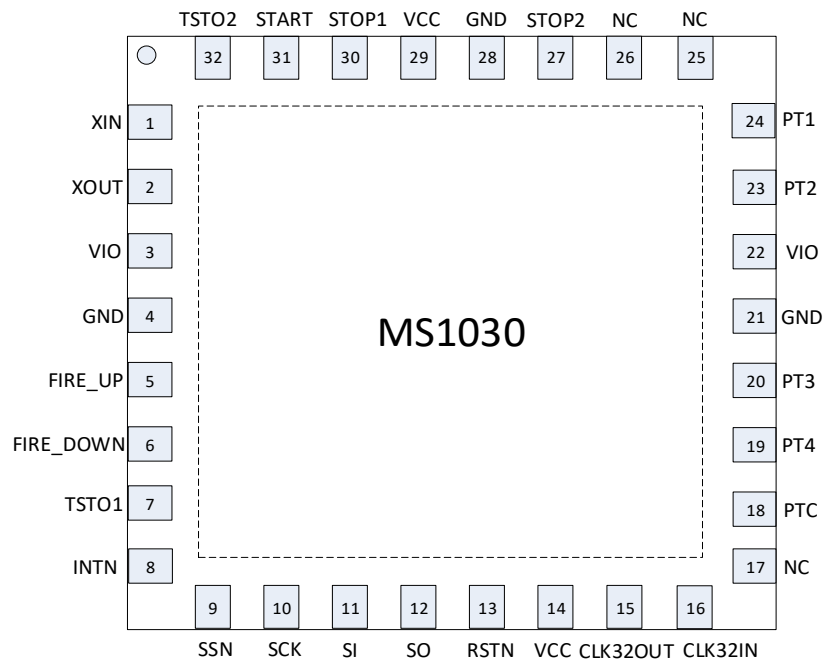 TSTO2 START STOP1 VCC GND STOP2 NC NC
32 31 30 29 28 27 26 25
XIN 1 24 PT1
XOUT 2 23 PT2
VIO 3 22 VIO
GND 4 21 GND
MS1030
FIRE_UP 5 20 PT3
FIRE_DOWN 6 19 PT4
TSTO1 7 18 PTC
INTN 8 17 NC
9 10 11 12 13 14 15 16
SSN SCK SI SO RSTN VCC CLK32OUT CLK32IN